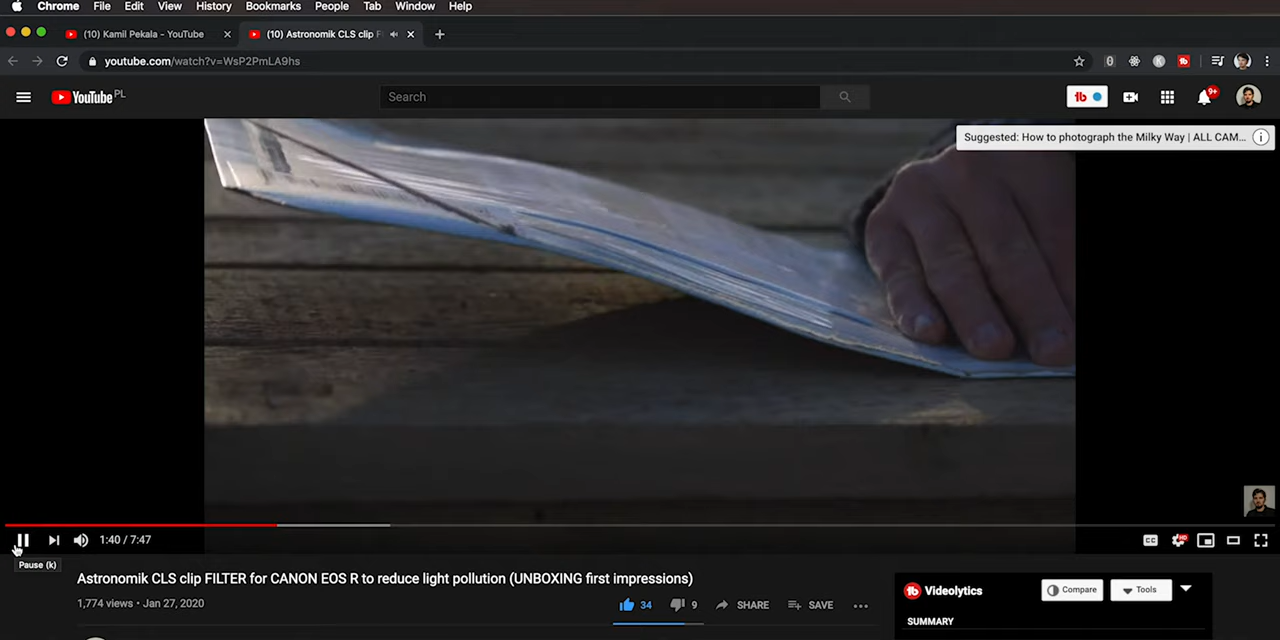 Chrome File Edit View History Bookmarks People Tab Window Help
(10) Kamil Pekala - YouTube
(10) Astronomik CLS clip F
youtube.com/watch?v=WsP2PmLA9hs
YouTube PL
Search
9+
Suggested: How to photograph the Milky Way | ALL CAM...
1:40 / 7:47
CC
HD
Pause (k)
Astronomik CLS clip FILTER for CANON EOS R to reduce light pollution (UNBOXING first impressions)
1,774 views • Jan 27, 2020
34
9
SHARE
SAVE
Videolytics
Compare
Tools
SUMMARY